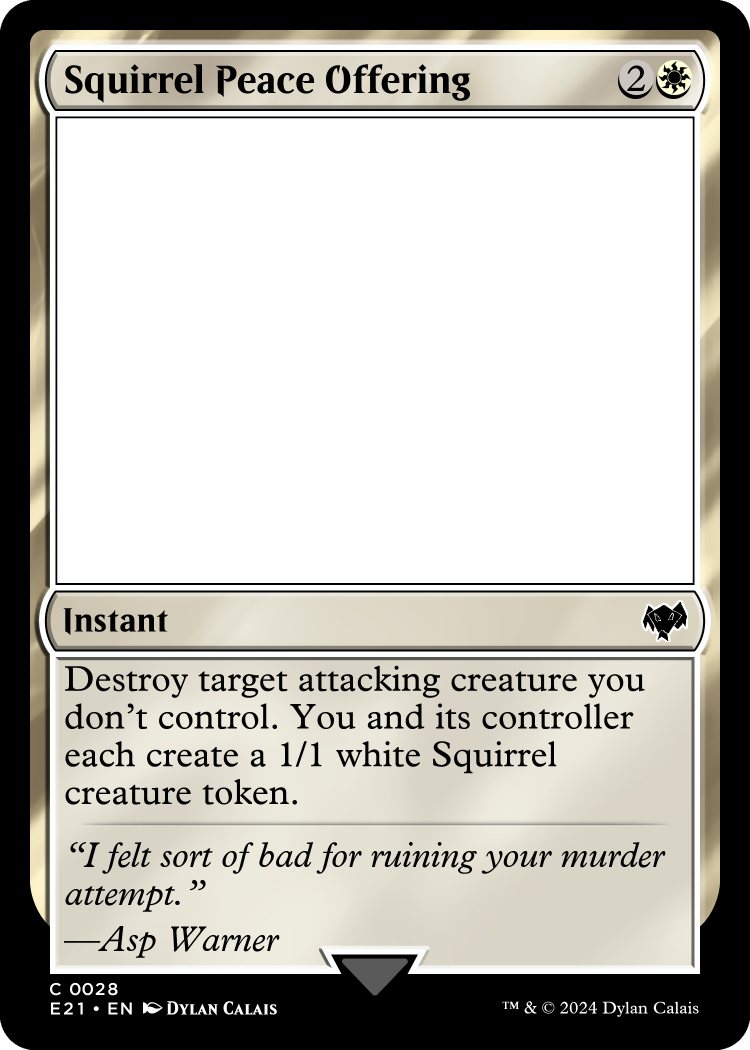 Squirrel Peace Offering 2
Instant
Destroy target attacking creature you
don’t control. You and its controller
each create a 1/1 white Squirrel
creature token.
“I felt sort of bad for ruining your murder
attempt.”
—Asp Warner
C 0028
E21 • EN Dylan Calais
™ & © 2024 Dylan Calais